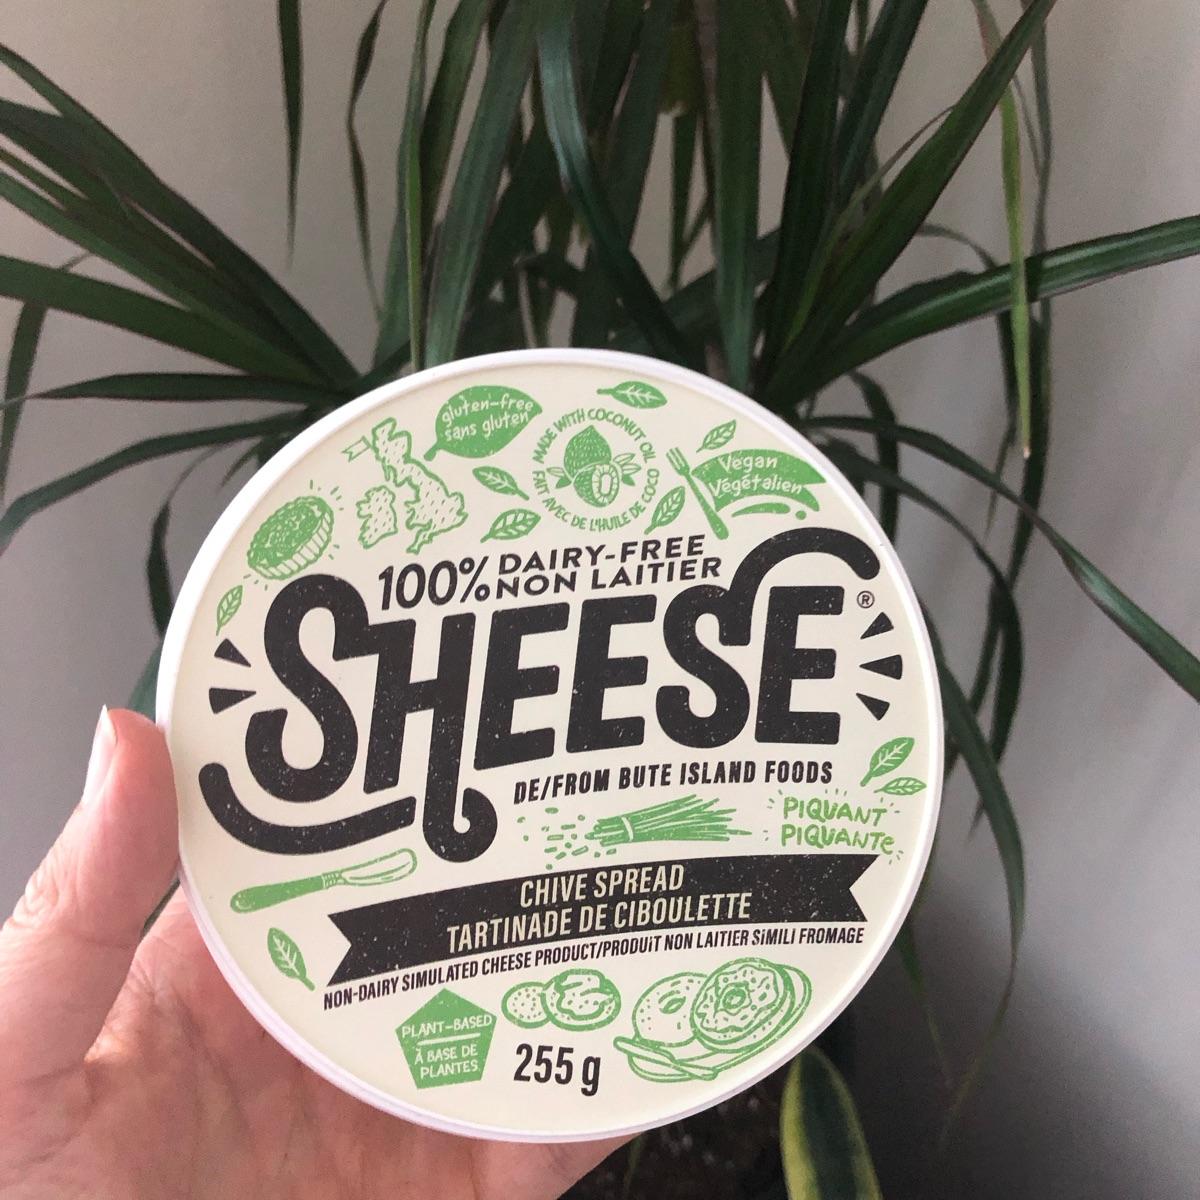 gluten-free
sans gluten
MADE WITH COCONUT OIL
FAIT AVEC DE L'HUILE DE COCO
Vegan
Végétalien
100% DAIRY-FREE
NON LAITIER
SHEESE®
DE/FROM BUTE ISLAND FOODS
PIQUANT
PIQUANTe
CHIVE SPREAD
TARTINADE DE CIBOULETTE
NON-DAIRY SIMULATED CHEESE PRODUCT/PRODUiT NON LAITIER SiMILI FROMAGE
PLANT-BASED
À BASE DE
PLANTES
255 g